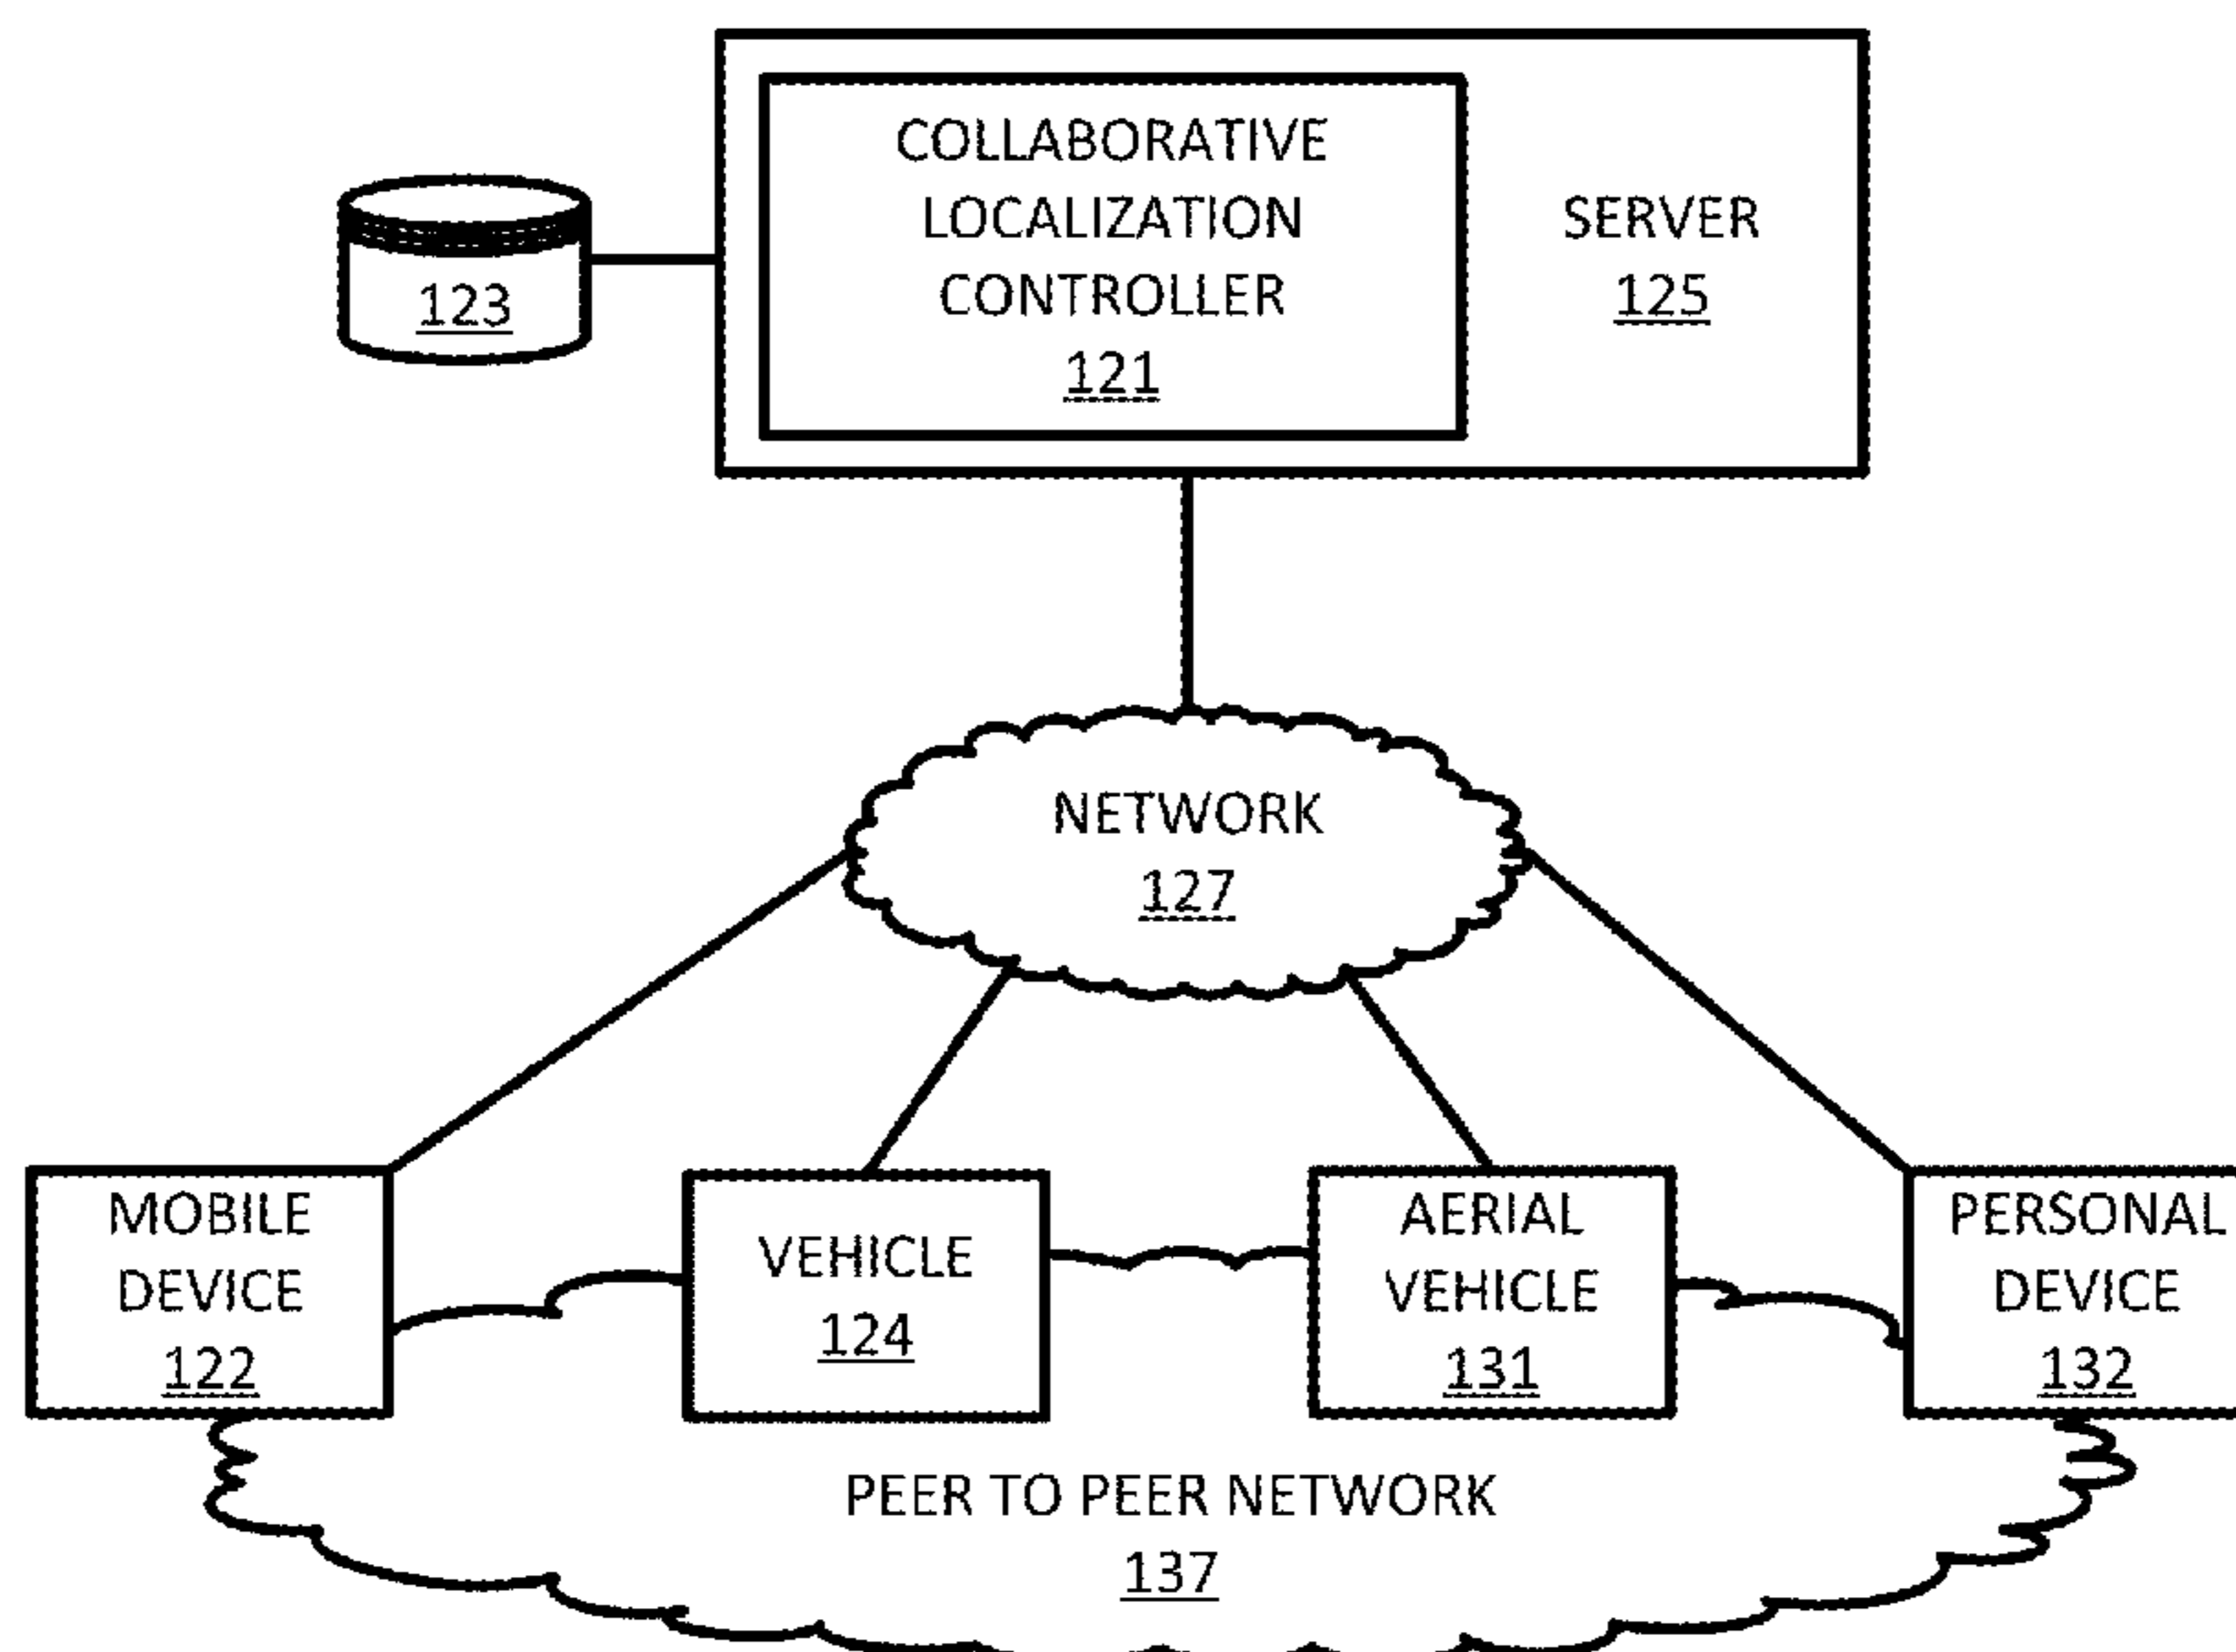 COLLABORATIVE
LOCALIZATION
CONTROLLER
121
SERVER
125
123
NETWORK
127
MOBILE
DEVICE
122
VEHICLE
124
AERIAL
VEHICLE
131
PERSONAL
DEVICE
132
PEER TO PEER NETWORK
137